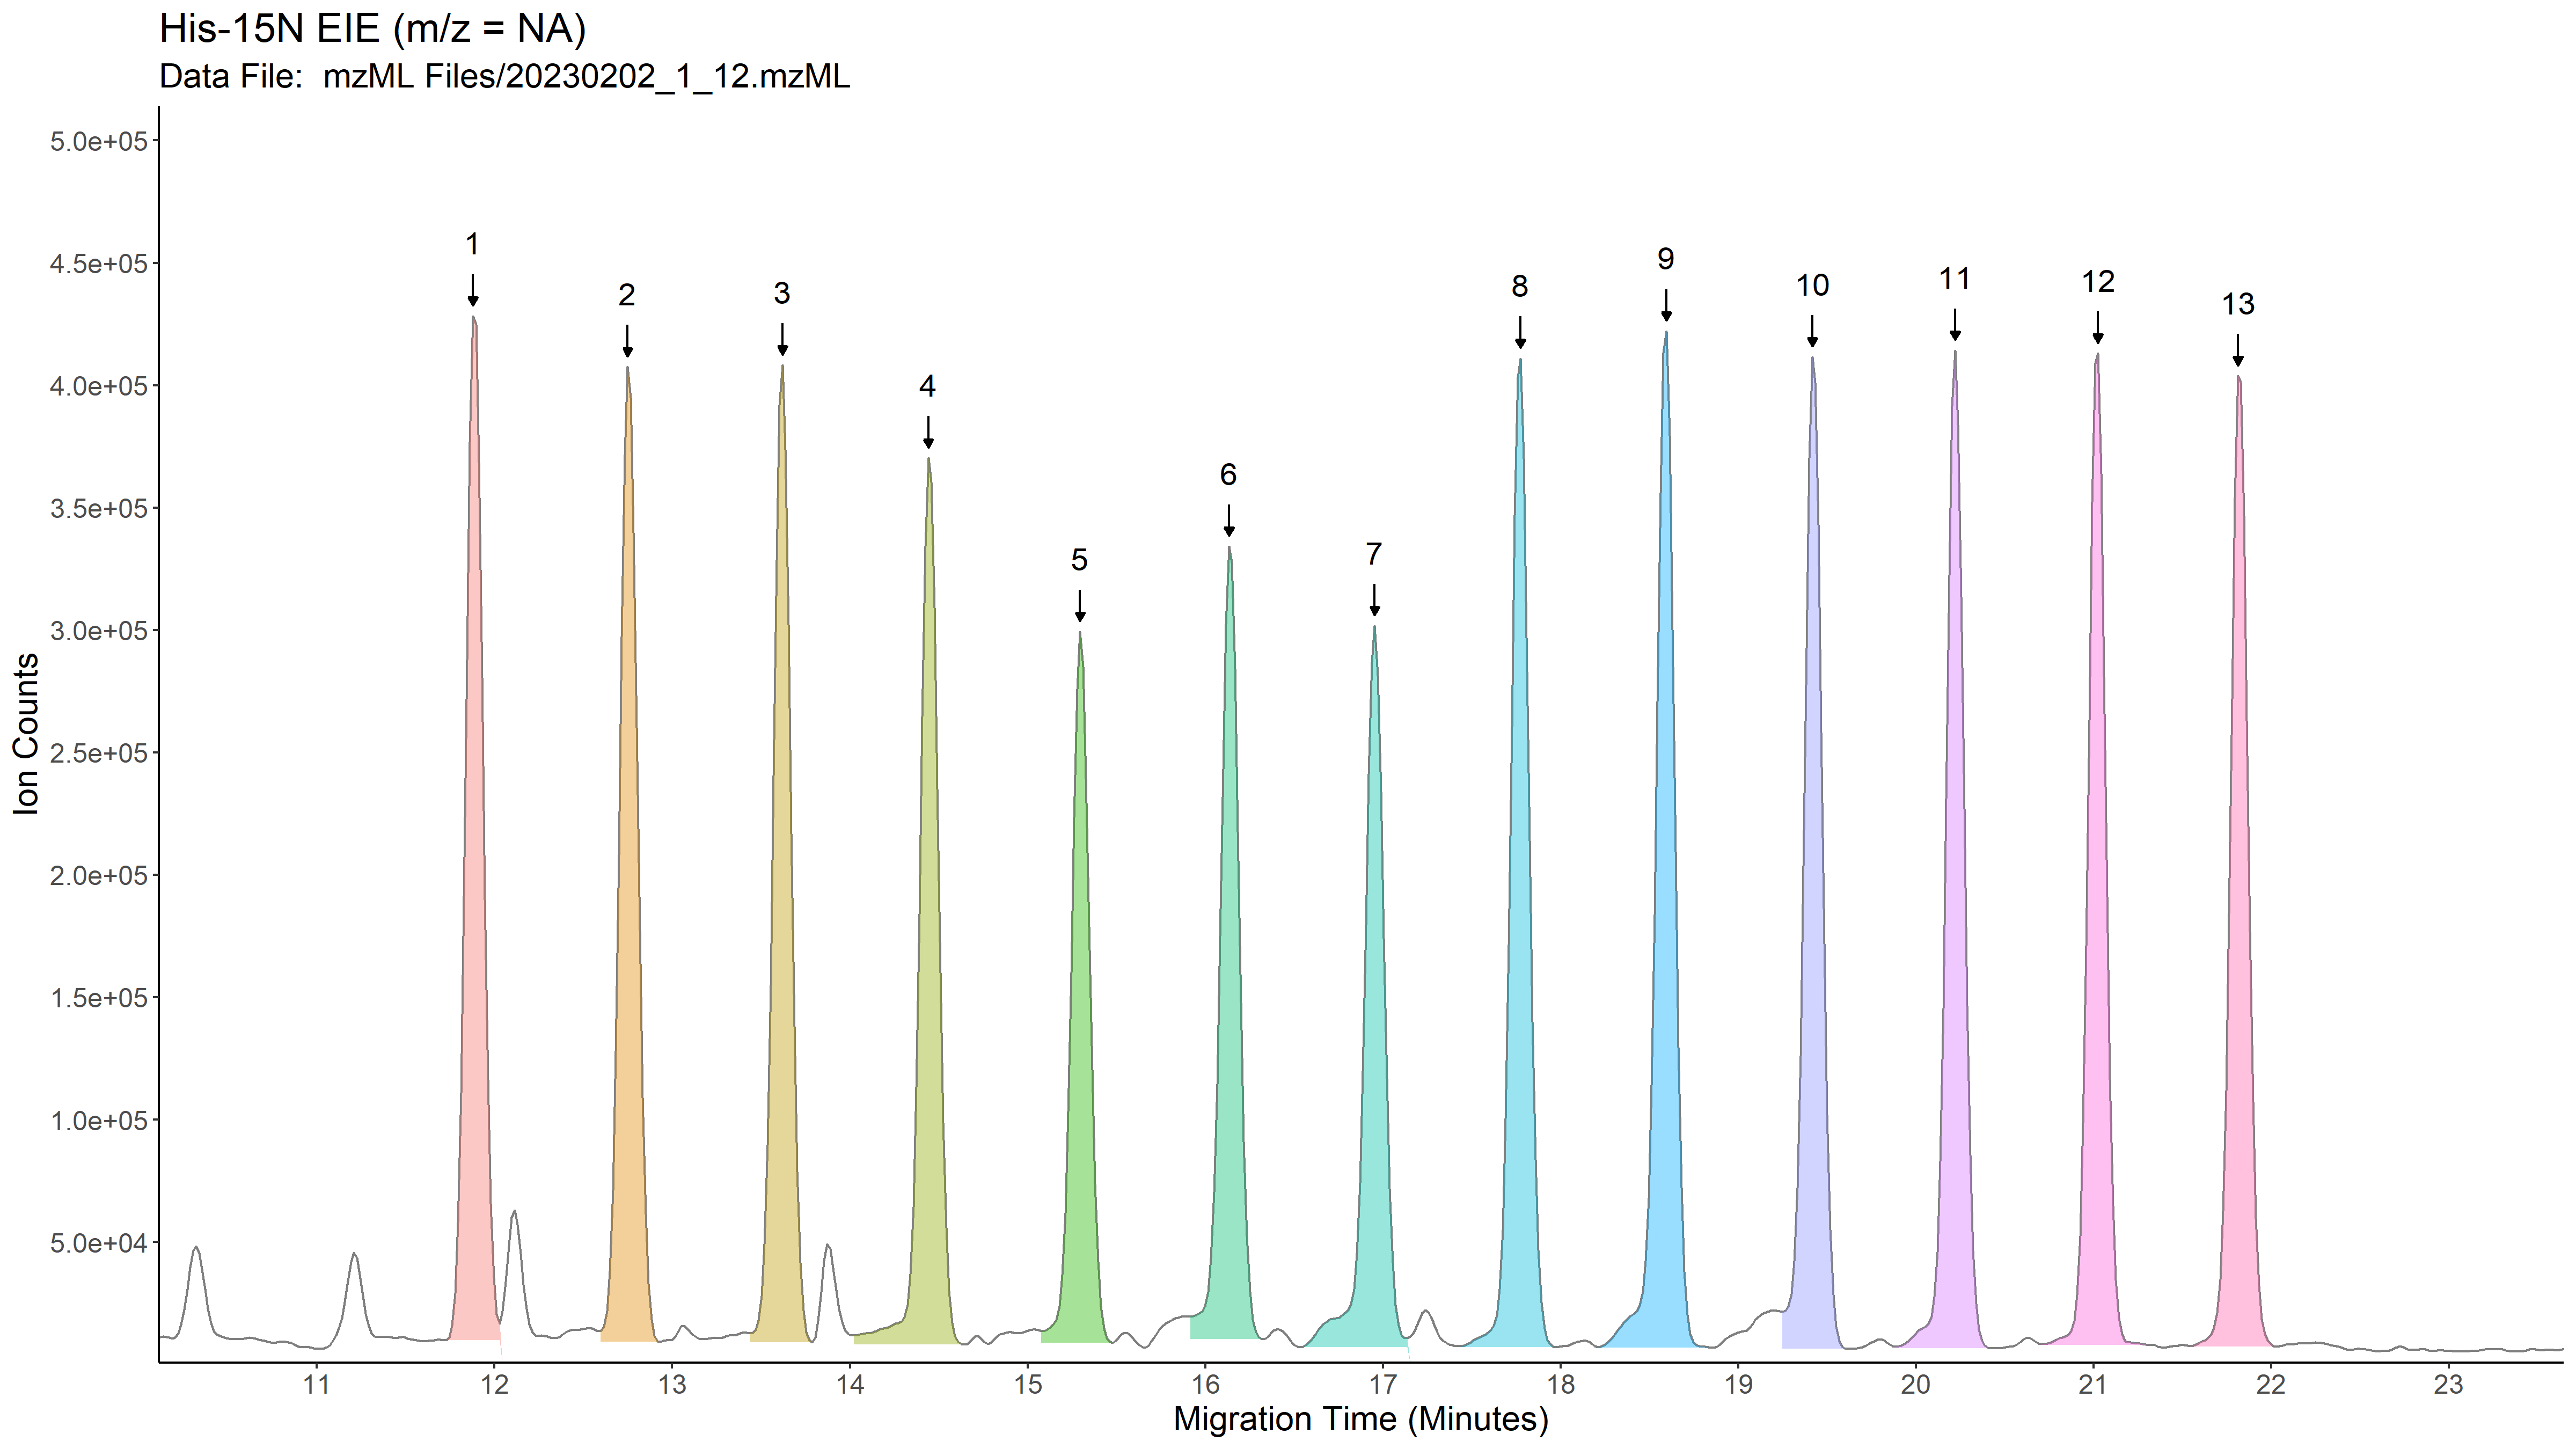 His-15N EIE (m/z = NA)
Data File:  mzML Files/20230202_1_12.mzML
5.0e+05
4.5e+05
4.0e+05
3.5e+05
3.0e+05
2.5e+05
2.0e+05
1.5e+05
1.0e+05
5.0e+04
Ion Counts
1
2
3
4
5
6
7
8
9
10
11
12
13
11 12 13 14 15 16 17 18 19 20 21 22 23
Migration Time (Minutes)